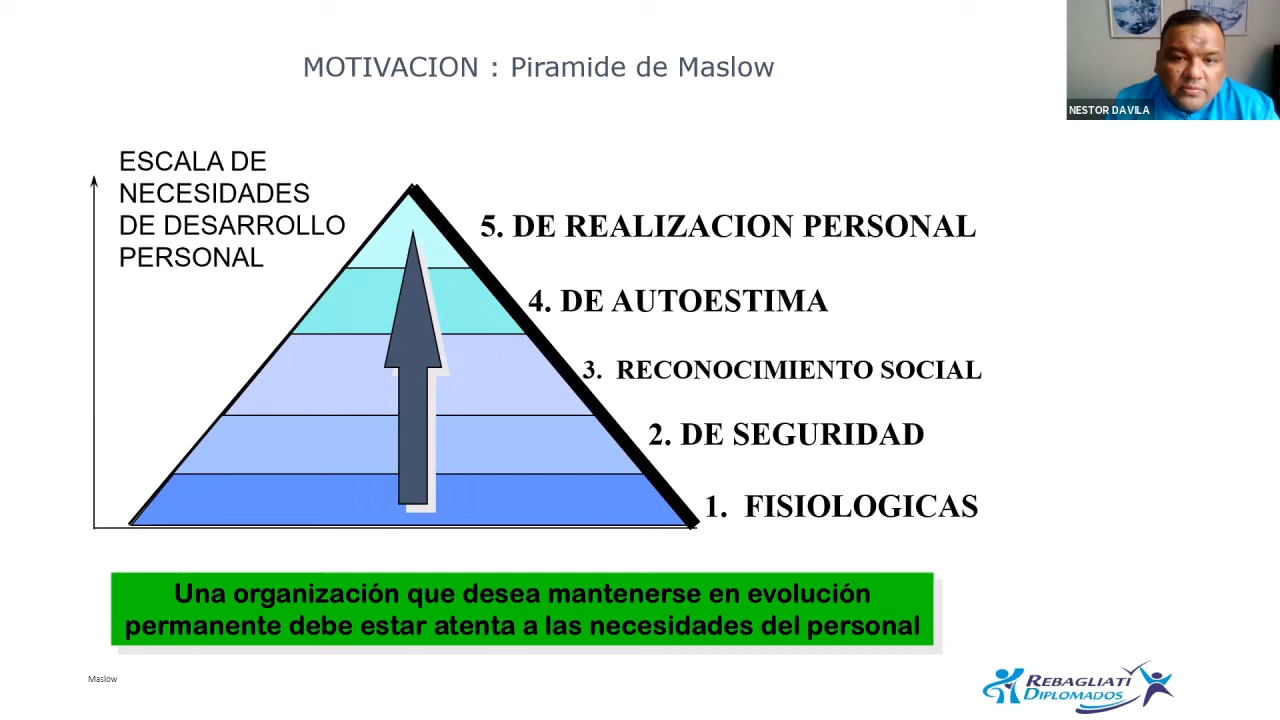 MOTIVACION : Piramide de Maslow
NESTOR DAVILA
ESCALA DE
NECESIDADES
DE DESARROLLO
PERSONAL
5. DE REALIZACION PERSONAL
4. DE AUTOESTIMA
3. RECONOCIMIENTO SOCIAL
2. DE SEGURIDAD
1. FISIOLOGICAS
Una organización que desea mantenerse en evolución
permanente debe estar atenta a las necesidades del personal
Maslow
REBAGLIATI
DIPLOMADOS